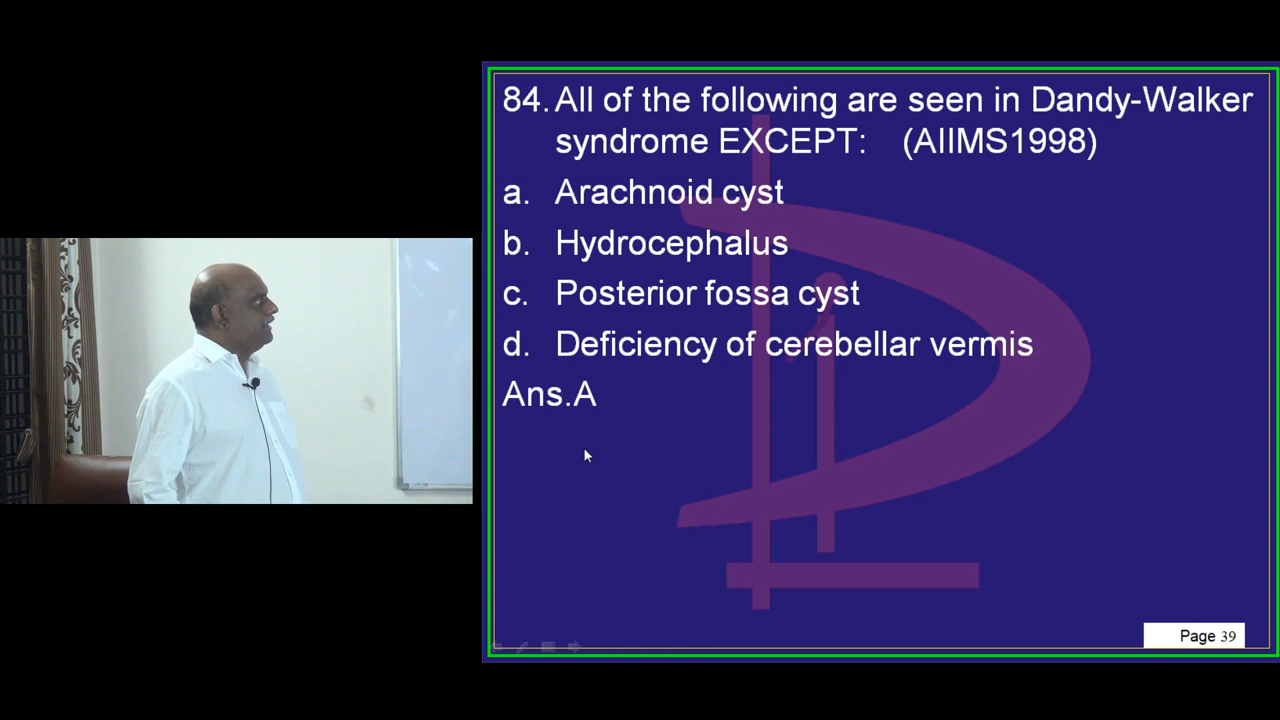 84. All of the following are seen in Dandy-Walker
syndrome EXCEPT: (AIIMS1998)
a. Arachnoid cyst
b. Hydrocephalus
c. Posterior fossa cyst
d. Deficiency of cerebellar vermis
Ans.A
Page 39